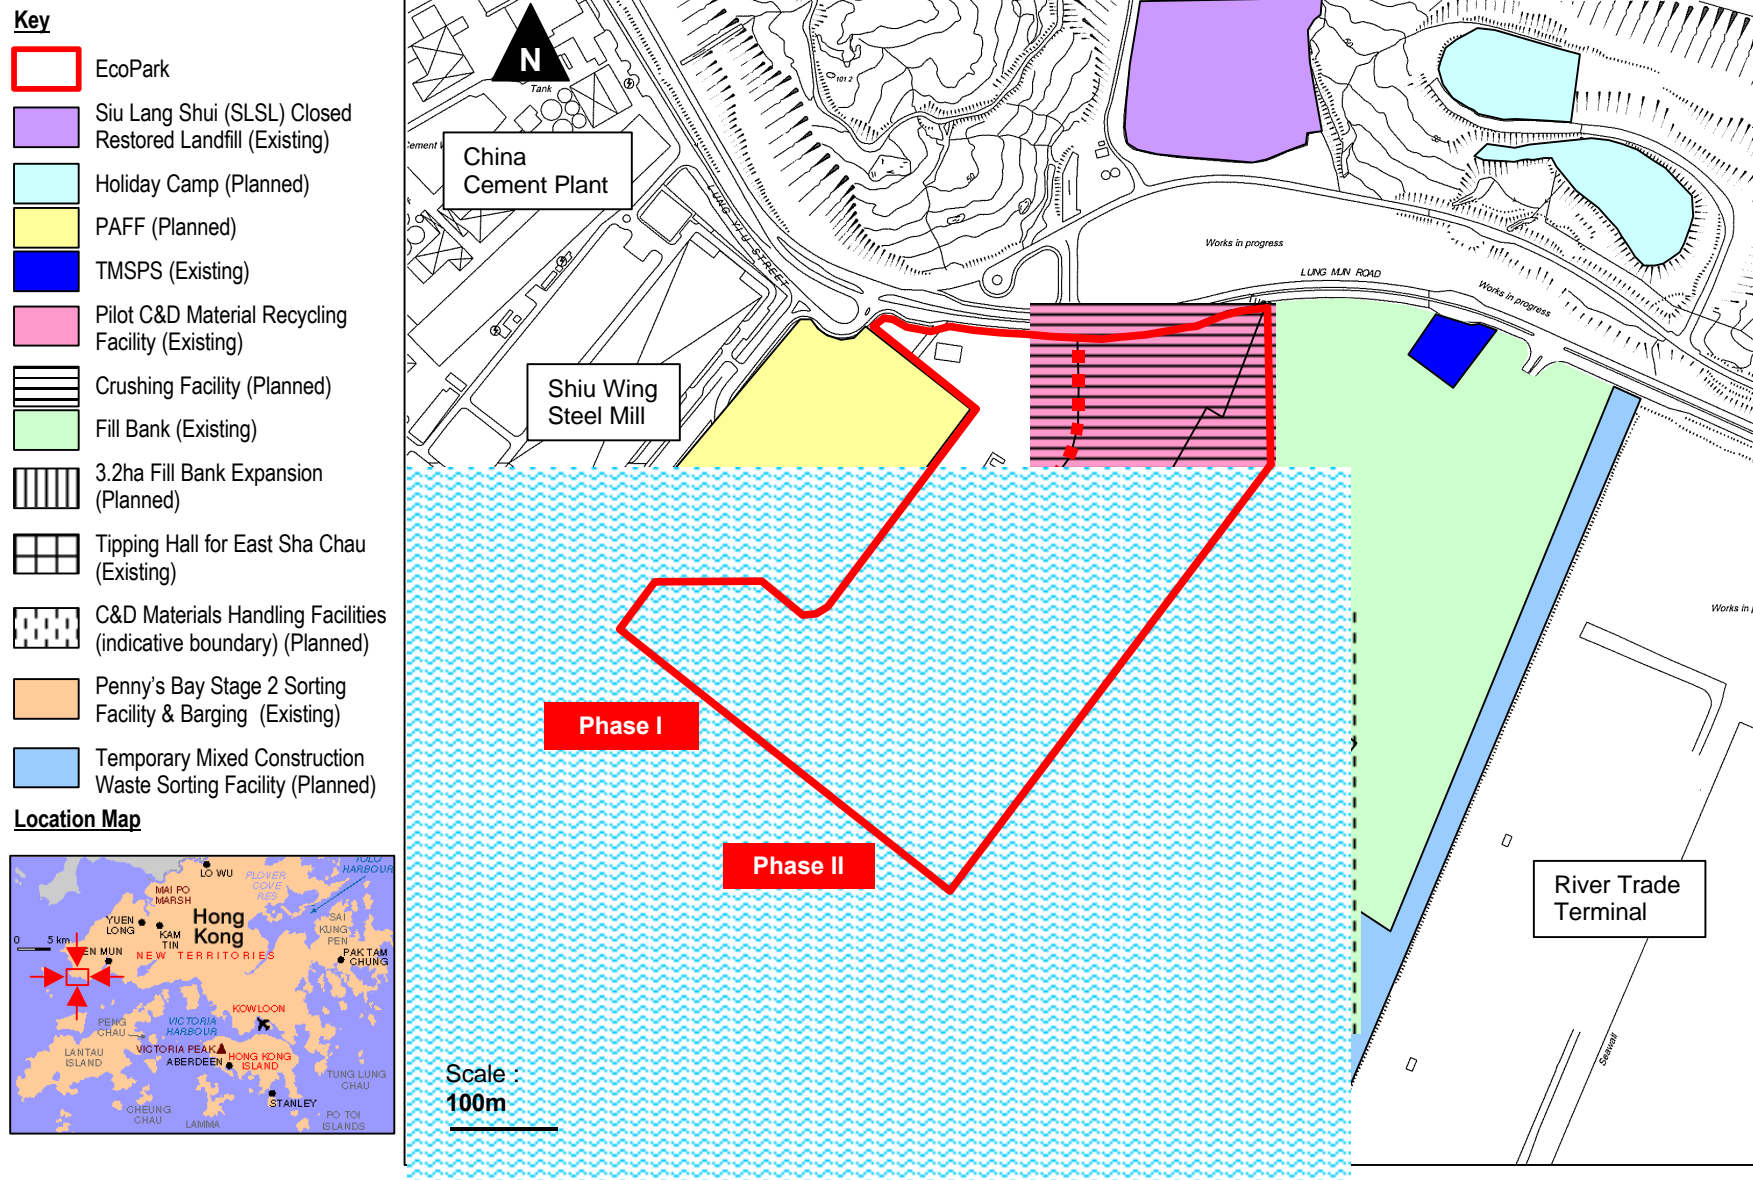 Key
EcoPark
Siu Lang Shui (SLSL) Closed
Restored Landfill (Existing)
Holiday Camp (Planned)
PAFF (Planned)
TMSPS (Existing)
Pilot C&D Material Recycling
Facility (Existing)
Crushing Facility (Planned)
Fill Bank (Existing)
3.2ha Fill Bank Expansion
(Planned)
Tipping Hall for East Sha Chau
(Existing)
C&D Materials Handling Facilities
(indicative boundary) (Planned)
Penny's Bay Stage 2 Sorting
Facility & Barging (Existing)
Temporary Mixed Construction
Waste Sorting Facility (Planned)
Location Map
LO WU
TOLO
HARBOUR
PLOVER
COVE
RES
MAI PO
MARSH
Hong
Kong
YUEN
LONG
KAM
TIN
SAI
KUNG
PEN
0 5 km
EN MUN
NEW TERRITORIES
PAK TAM
CHUNG
KOWLOON
PENG
CHAU
VICTORIA
HARBOUR
VICTORIA PEAK
ABERDEEN
HONG KONG
ISLAND
LANTAU
ISLAND
TUNG LUNG
CHAU
STANLEY
CHEUNG
CHAU
LAMMA
PO TOI
ISLANDS
N
Tank
China
Cement Plant
LUNG YIU STREET
Works in progress
LUNG MUN ROAD
Works in progress
Shiu Wing
Steel Mill
Works in
Phase I
Phase II
River Trade
Terminal
Seawall
Scale :
100m